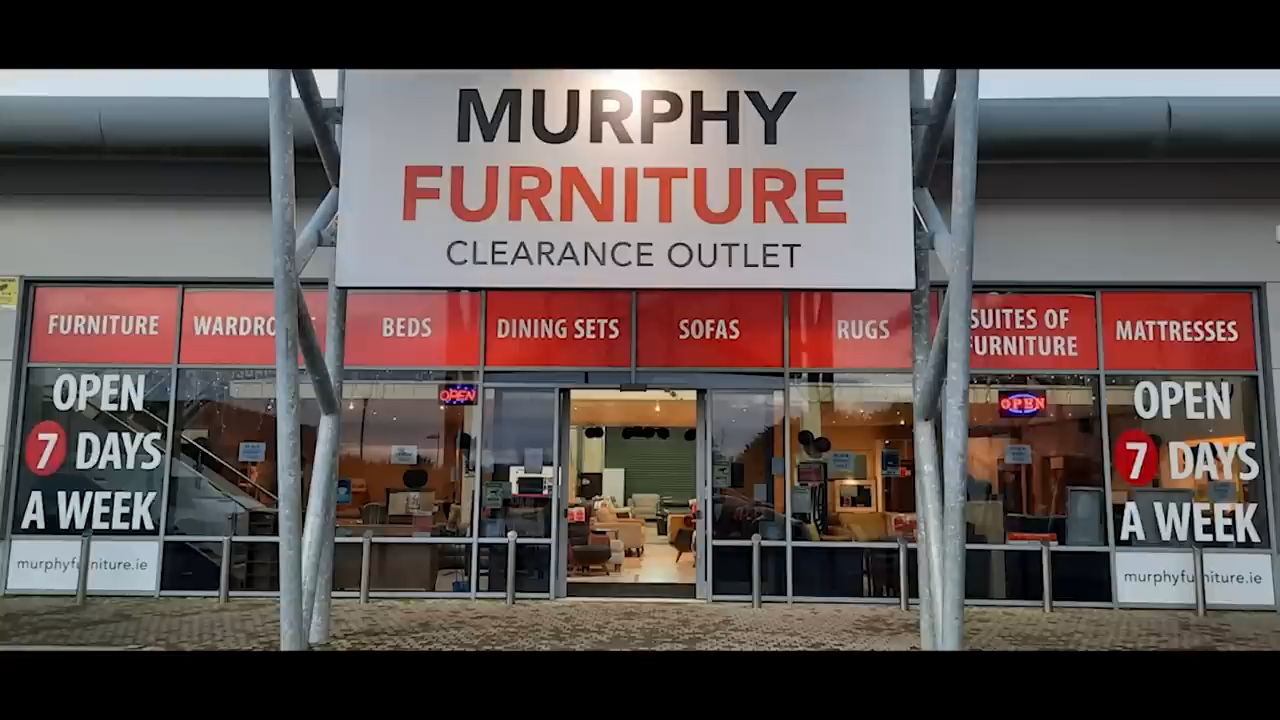 MURPHY
FURNITURE
CLEARANCE OUTLET
FURNITURE
BEDS
DINING SETS
SOFAS
RUGS
SUITES OF
FURNITURE
MATTRESSES
OPEN
7 DAYS
A WEEK
OPEN
OPEN
OPEN
7 DAYS
A WEEK
murphyfurniture.ie
murphyfurniture.ie